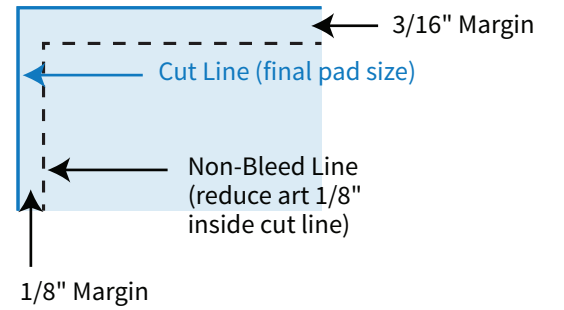 3/16" Margin
Cut Line (final pad size)
Non-Bleed Line
(reduce art 1/8"
inside cut line)
1/8" Margin